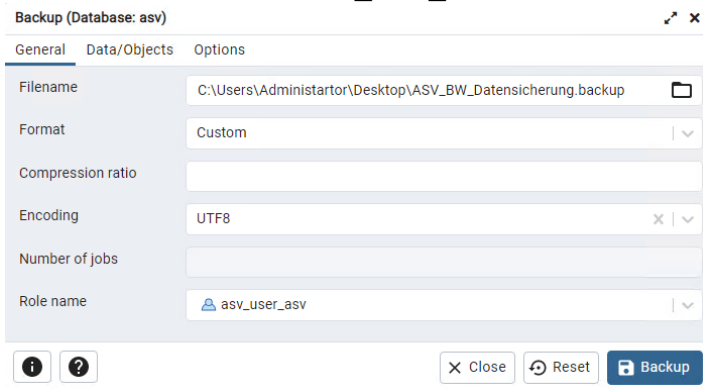 Backup (Database: asv)
General Data/Objects Options
Filename C:\Users\Administartor\Desktop\ASV_BW_Datensicherung.backup
Format Custom
Compression ratio
Encoding UTF8
Number of jobs
Role name asv_user_asv
Close Reset Backup